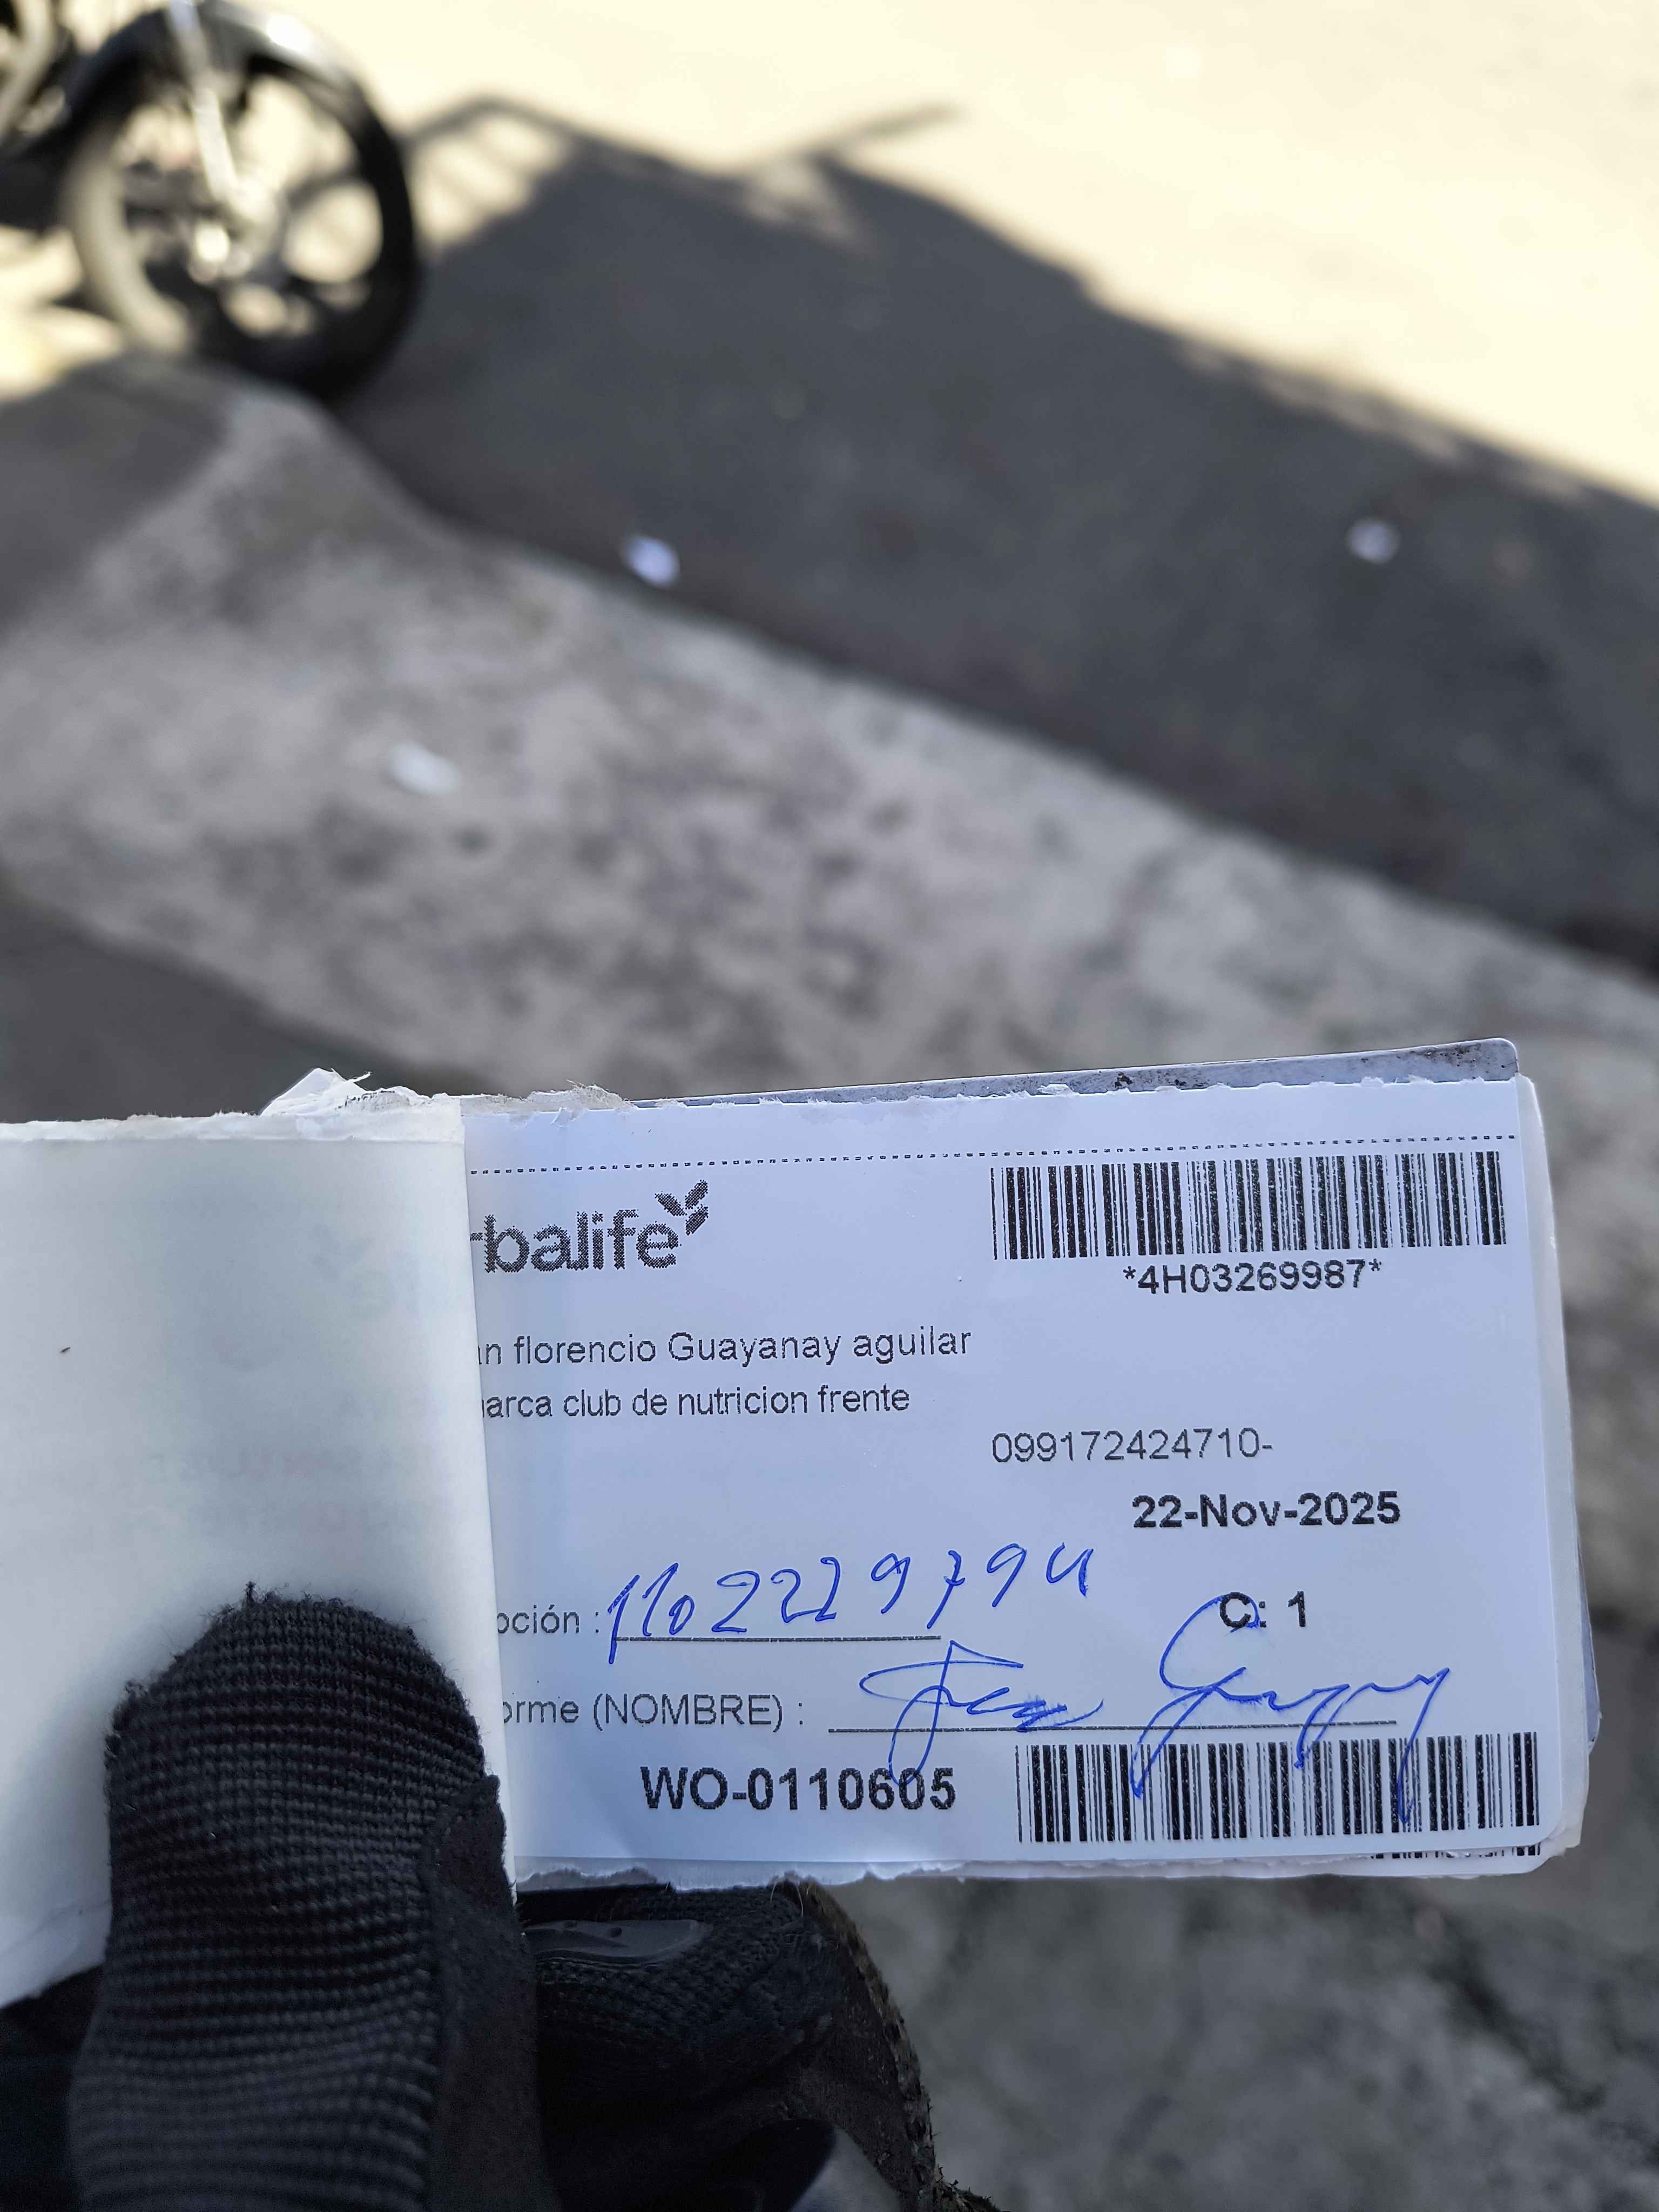 rbalife
*4H03269987*
n florencio Guayanay aguilar
arca club de nutricion frente
099172424710-
22-Nov-2025
pción : 1102229794
C: 1
orme (NOMBRE) :
WO-0110605